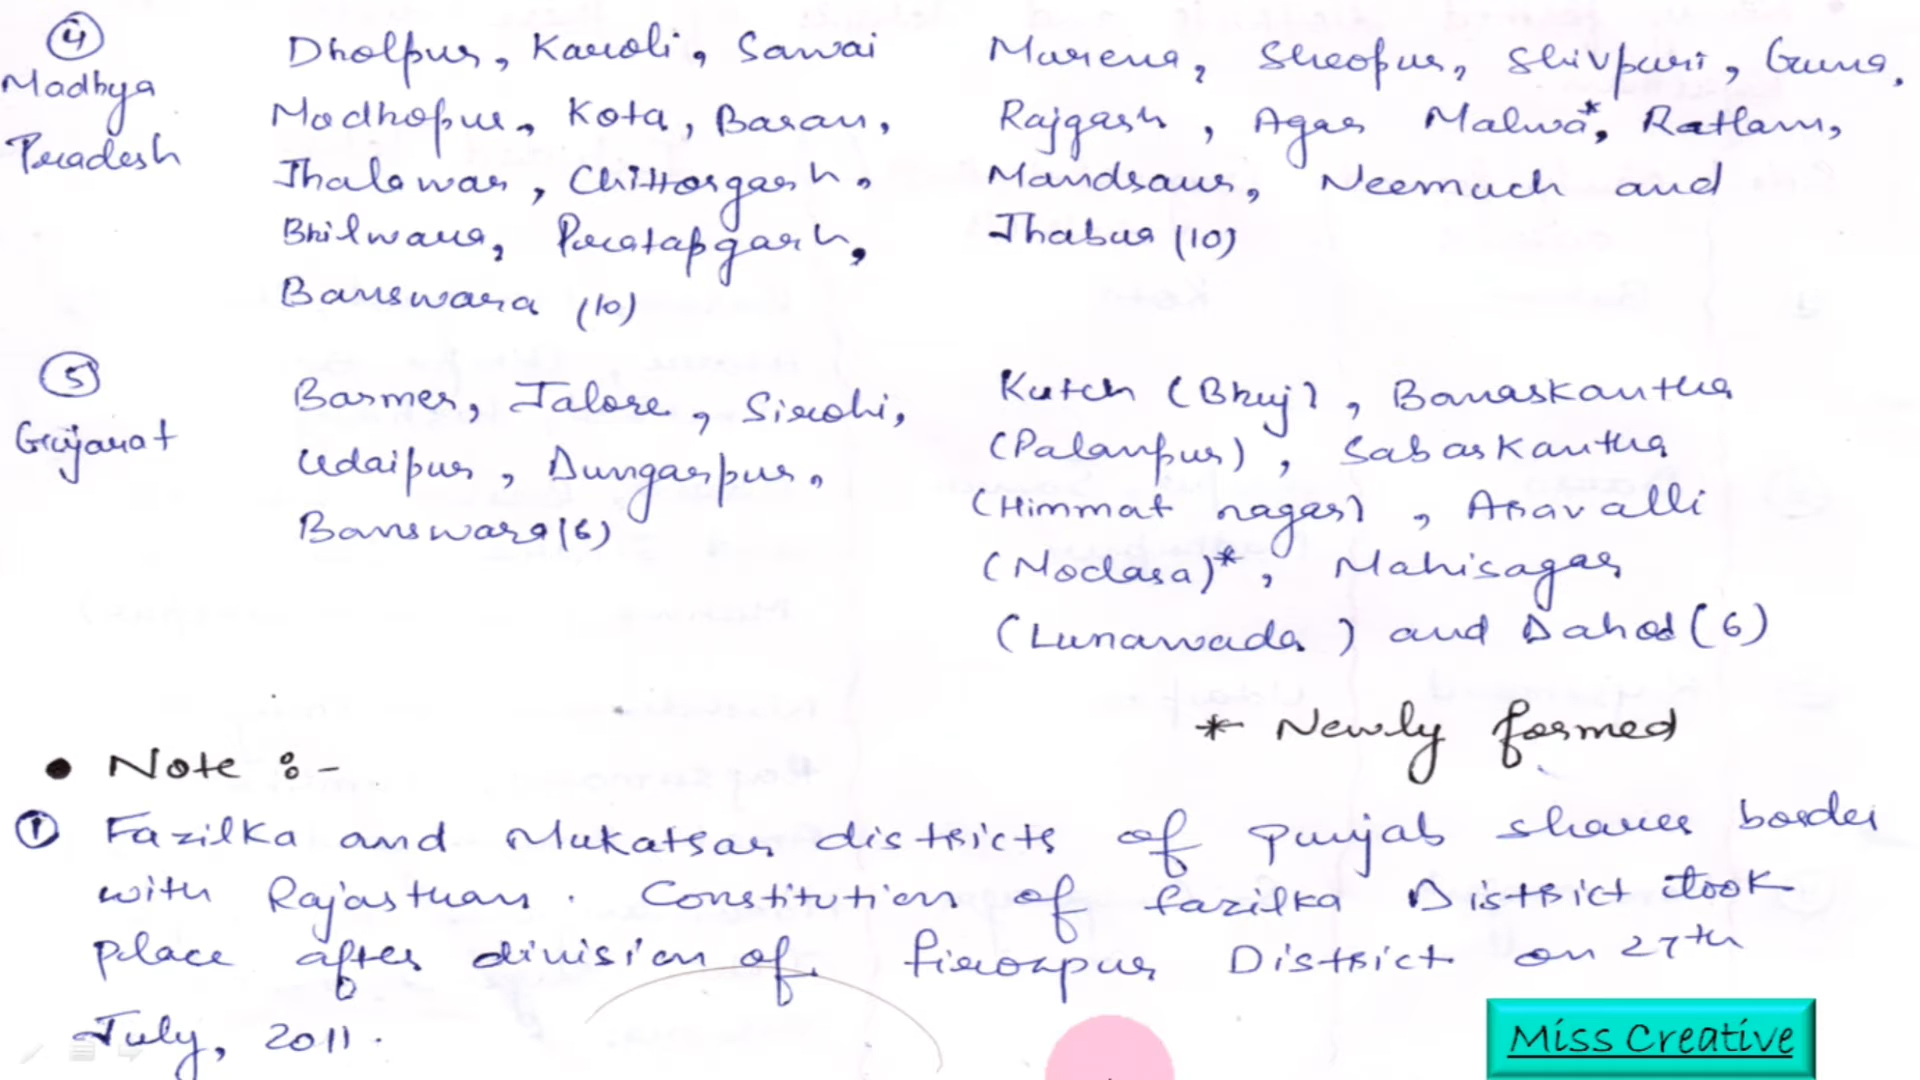 4
Madhya
Pradesh
Dholpur, Karoli, Sawai
Madhopur, Kota, Baran,
Jhalawar, Chittorgarh,
Bhilwara, Pratapgarh,
Banswara (10)
Murena, Sheopur, Shivpuri, Guna,
Rajgarh, Agar Malwa*, Ratlam,
Mandsaur, Neemuch and
Jhabua (10)
5
Gujarat
Barmer, Jalore, Sirohi,
Udaipur, Dungarpur,
Banswara (6)
Kutch (Bhuj), Banaskantha
(Palanpur), Sabarkantha
(Himmat nagar), Aravalli
(Modasa)*, Mahisagar
(Lunawada) and Dahod (6)
* Newly formed
• Note :-
1 Fazilka and Mukatsar districts of Punjab shares border
with Rajasthan. Constitution of fazilka District took
place after division of firozpur District on 27th
July, 2011.
Miss Creative